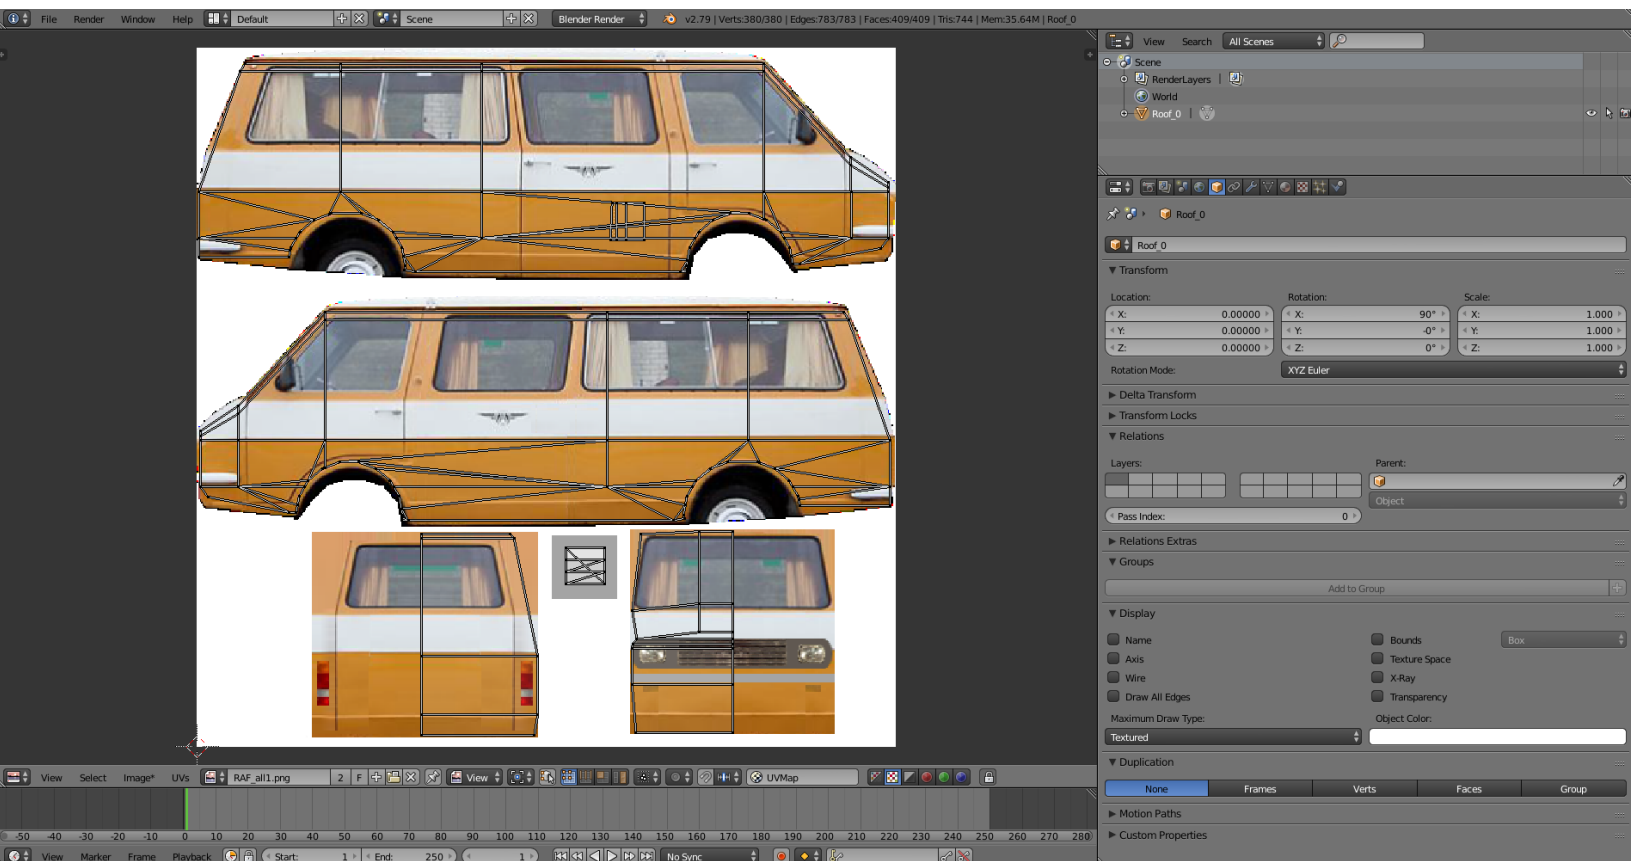 File Render Window Help Default Scene Blender Render v2.79 | Verts:380/380 | Edges:783/783 | Faces:409/409 | Tris:744 | Mem:35.64M | Roof_0
View Search All Scenes
Scene
RenderLayers |
World
Roof_0 |
Roof_0
Roof_0
Transform
Location: Rotation: Scale:
X: 0.00000 X: 90° X: 1.000
Y: 0.00000 Y: -0° Y: 1.000
Z: 0.00000 Z: 0° Z: 1.000
Rotation Mode: XYZ Euler
Delta Transform
Transform Locks
Relations
Layers: Parent:
Object
Pass Index: 0
Relations Extras
Groups
Add to Group
Display
Name Bounds Box
Axis Texture Space
Wire X-Ray
Draw All Edges Transparency
Maximum Draw Type: Object Color:
Textured
Duplication
None Frames Verts Faces Group
Motion Paths
Custom Properties
View Select Image* UVs RAF_all1.png 2 F View UVMap
-50 -40 -30 -20 -10 0 10 20 30 40 50 60 70 80 90 100 110 120 130 140 150 160 170 180 190 200 210 220 230 240 250 260 270 280
View Marker Frame Playback Start: 1 End: 250 1 No Sync